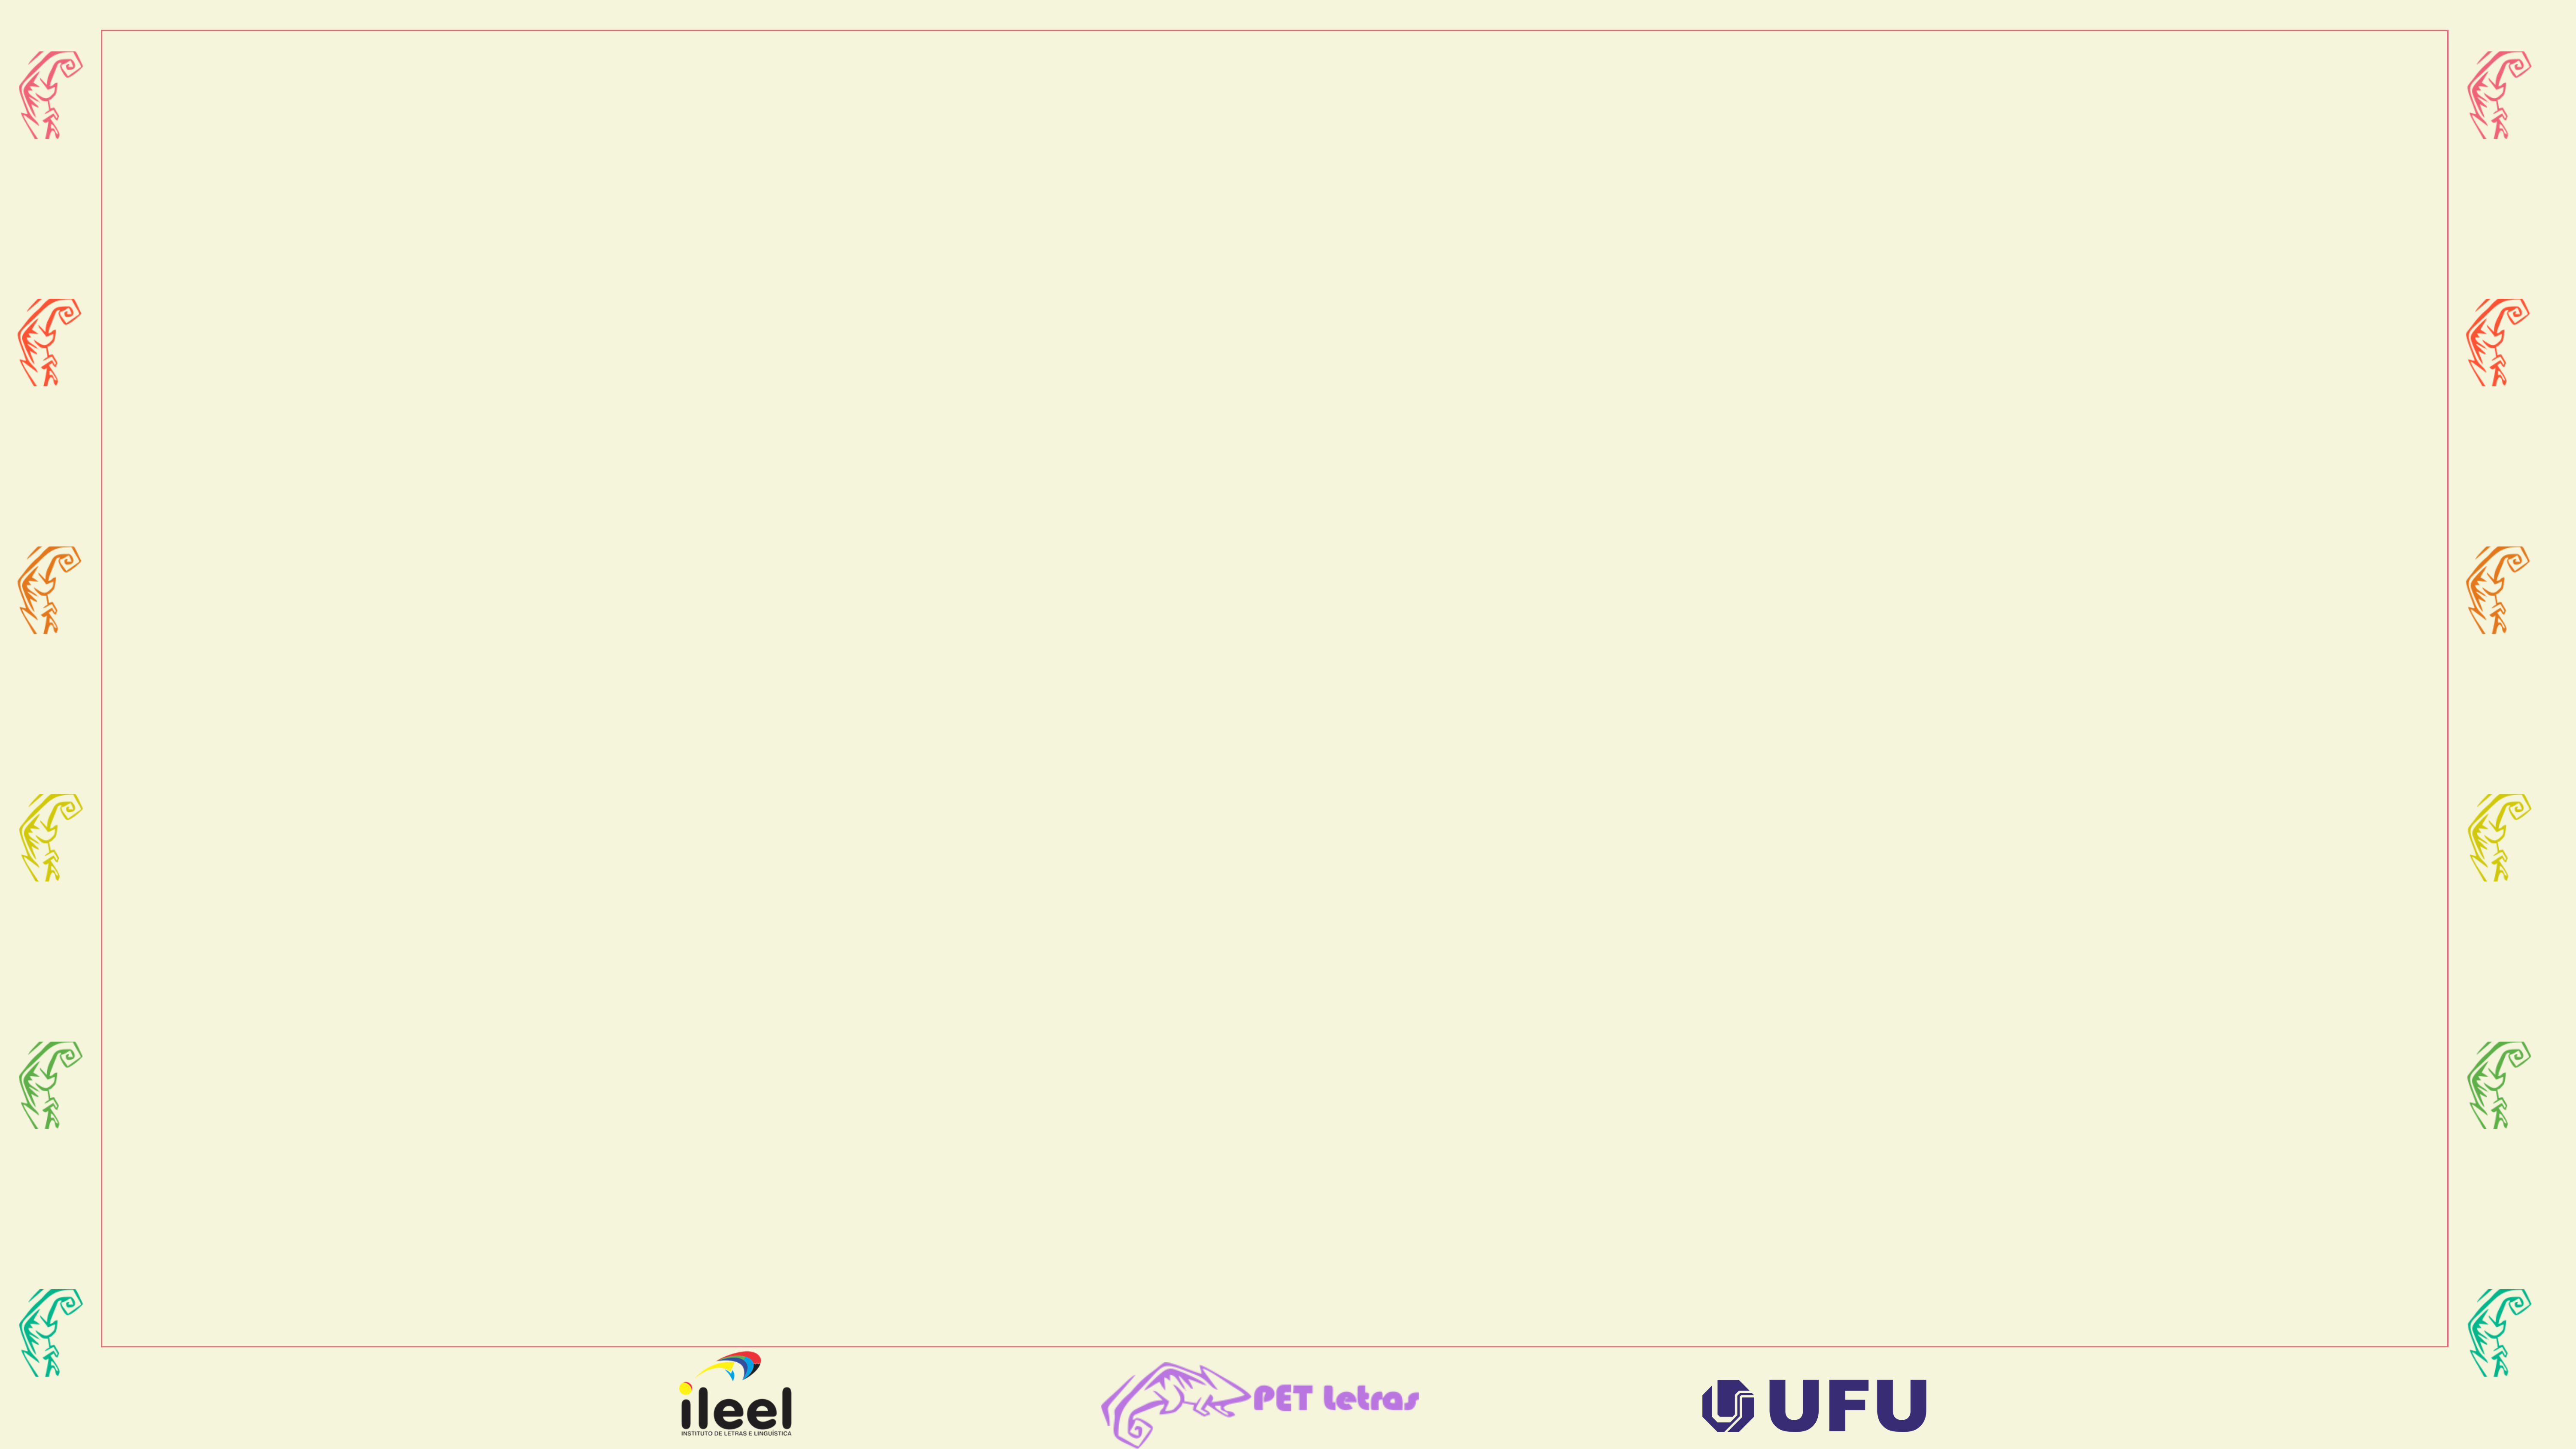 ileel
INSTITUTO DE LETRAS E LINGUÍSTICA
PET Letras
UFU